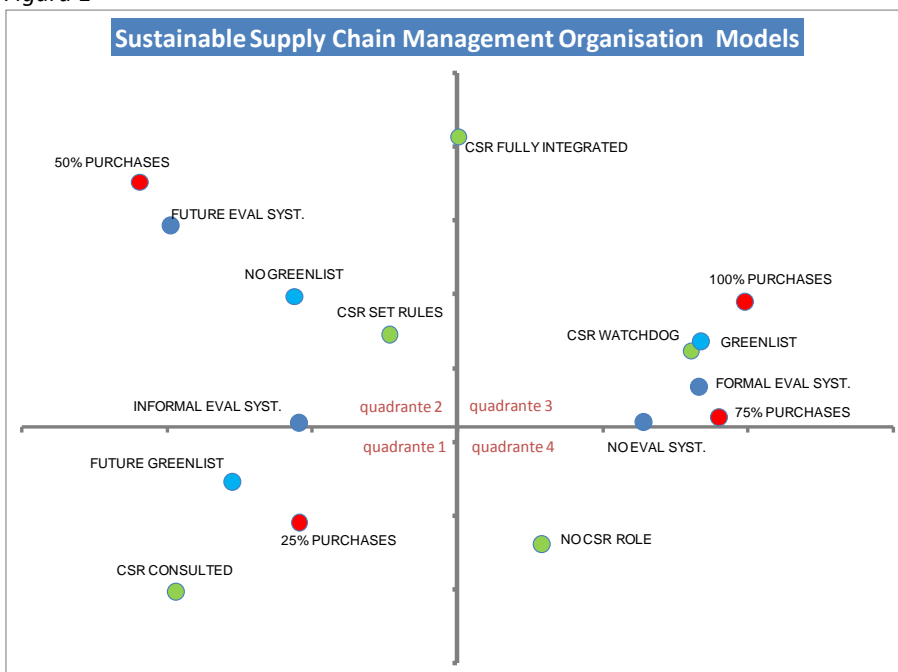 Sustainable Supply Chain Management Organisation Models
CSR FULLY INTEGRATED
50% PURCHASES
FUTURE EVAL SYST.
NO GREENLIST
100% PURCHASES
CSR SET RULES
CSR WATCHDOG
GREENLIST
FORMAL EVAL SYST.
INFORMAL EVAL SYST.
quadrante 2
quadrante 3
75% PURCHASES
quadrante 1
quadrante 4
NO EVAL SYST.
FUTURE GREENLIST
25% PURCHASES
NO CSR ROLE
CSR CONSULTED